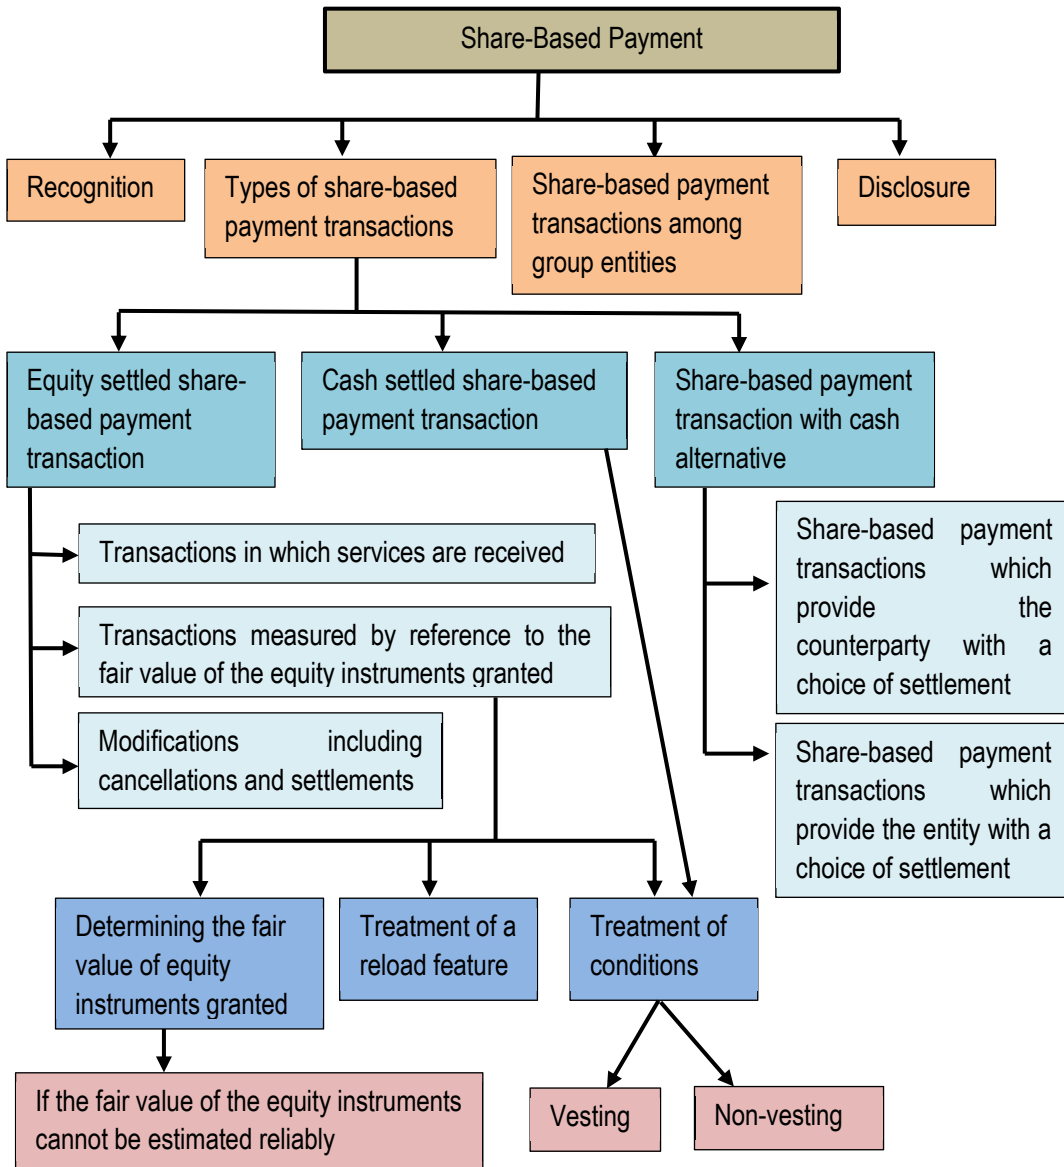 Share-Based Payment
Recognition
Types of share-based
payment transactions
Share-based payment
transactions among
group entities
Disclosure
Equity settled share-
based payment
transaction
Cash settled share-based
payment transaction
Share-based payment
transaction with cash
alternative
Transactions in which services are received
Transactions measured by reference to the
fair value of the equity instruments granted
Modifications including
cancellations and settlements
Share-based payment
transactions which
provide the
counterparty with a
choice of settlement
Share-based payment
transactions which
provide the entity with a
choice of settlement
Determining the fair
value of equity
instruments granted
Treatment of a
reload feature
Treatment of
conditions
If the fair value of the equity instruments
cannot be estimated reliably
Vesting
Non-vesting